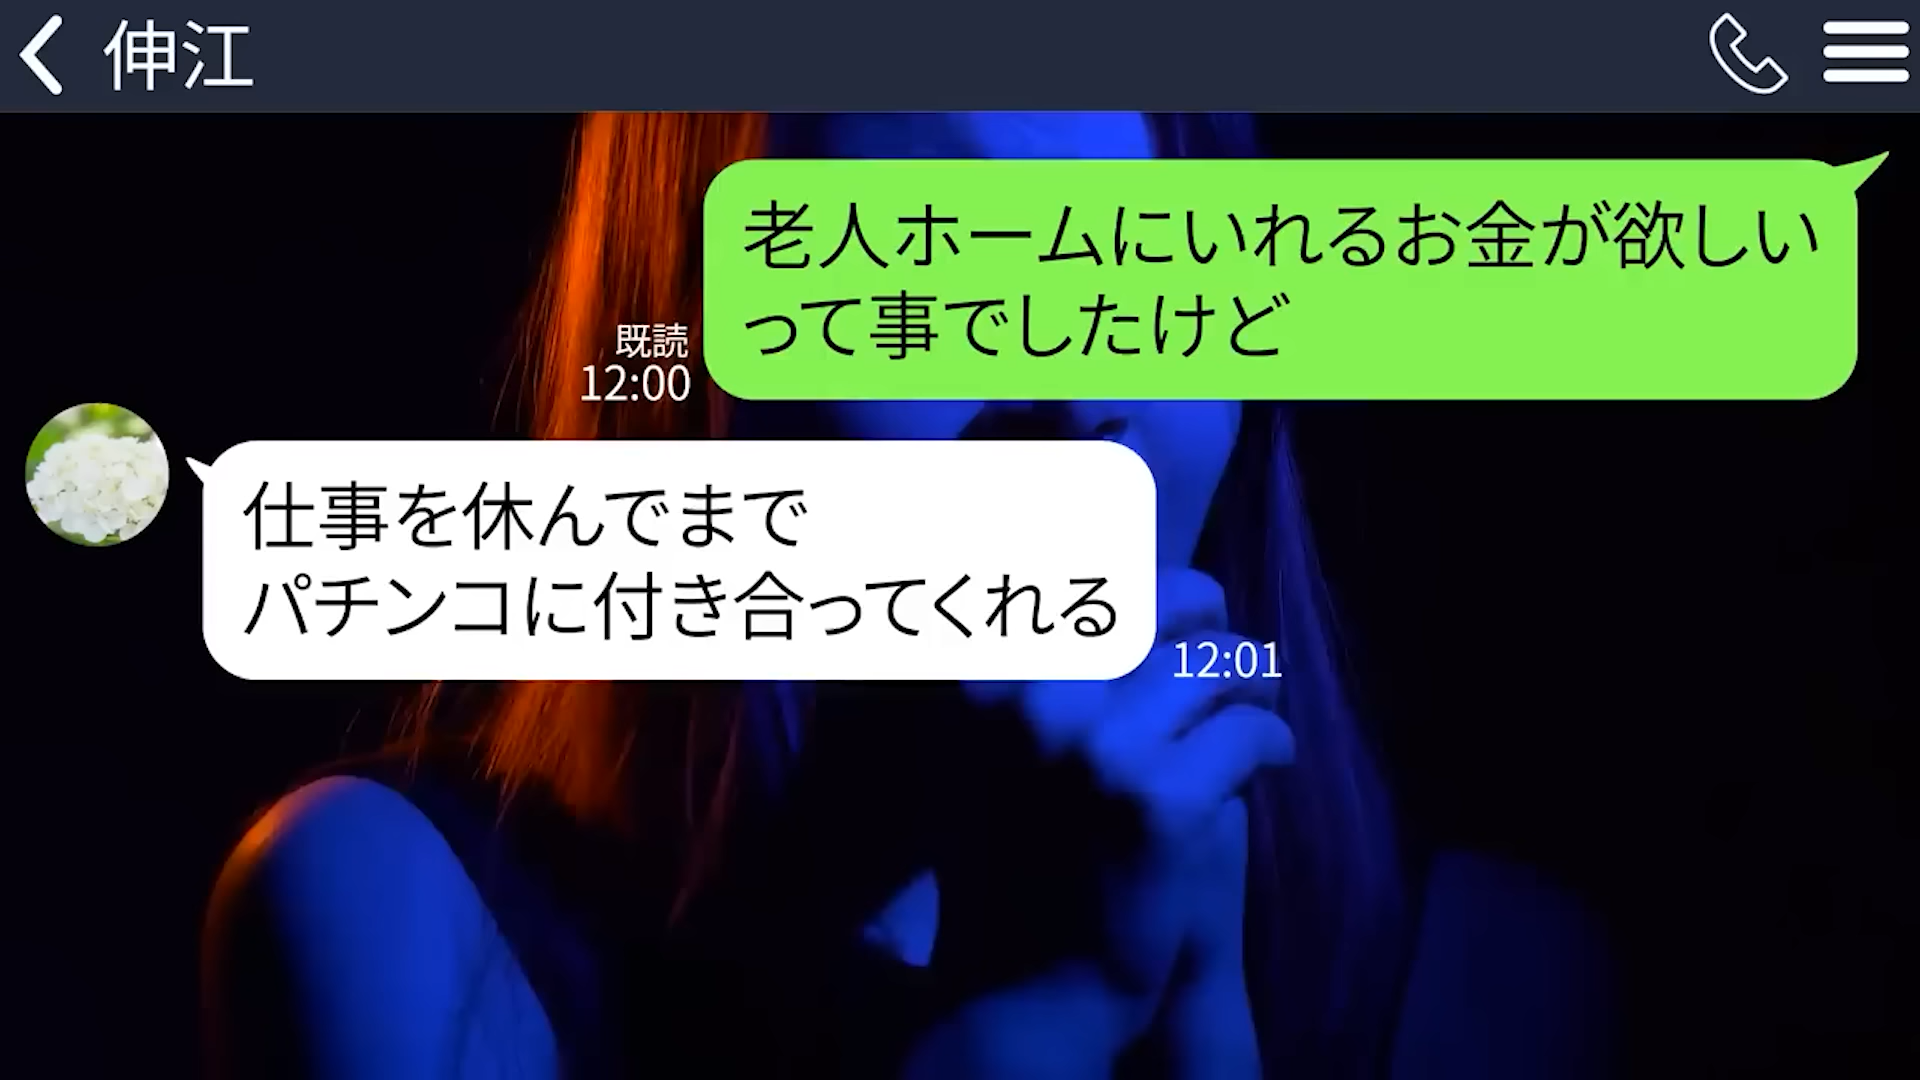 伸江
老人ホームにいれるお金が欲しい
って事でしたけど
既読
12:00
仕事を休んでまで
パチンコに付き合ってくれる
12:01